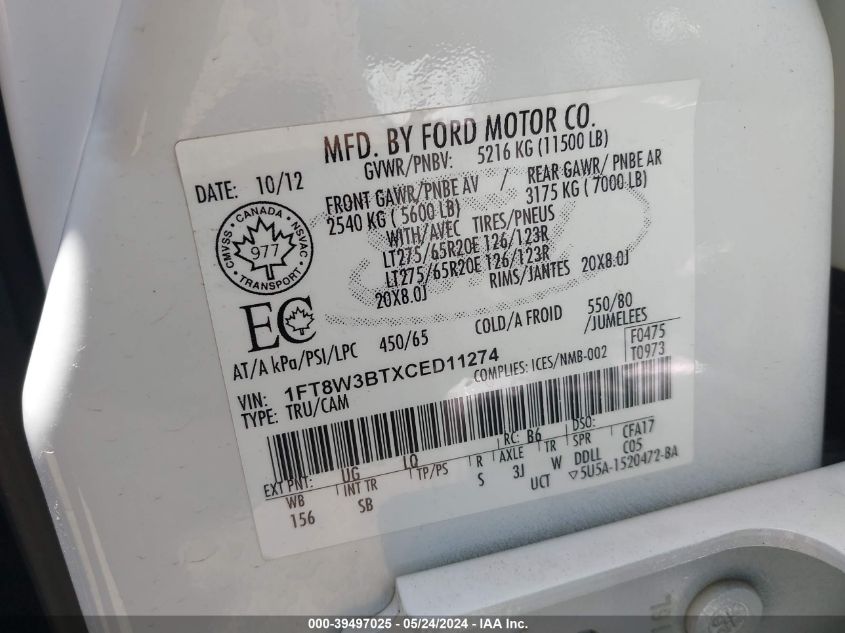 MFD. BY FORD MOTOR CO.
DATE: 10/12
GVWR/PNBV: 5216 KG (11500 LB)
FRONT GAWR/PNBE AV / REAR GAWR/ PNBE AR
2540 KG ( 5600 LB) 3175 KG ( 7000 LB)
WITH/AVEC TIRES/PNEUS
LT275/65R20E 126/123R
LT275/65R20E 126/123R
RIMS/JANTES 20X8.0J
20X8.0J
CMVSS · CANADA · NSVAC
977
TRANSPORT
EC
AT/A kPa/PSI/LPC 450/65 COLD/A FROID 550/80
/JUMELEES
VIN: 1FT8W3BTXCED11274
COMPLIES: ICES/NMB-002
F0475
T0973
TYPE: TRU/CAM
EXT PNT: UG LO RC: B6 DSO:
WB INT TR TP/PS R AXLE TR SPR CFA17
156 SB S 3J W DDLL C05
UCT ▽5U5A-1520472-BA
000-39497025 - 05/24/2024 - IAA Inc.